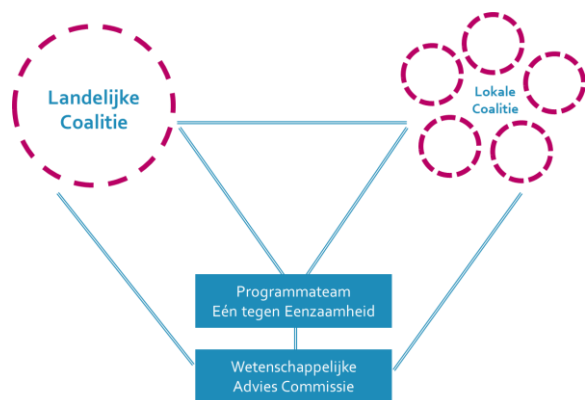 Landelijke
Coalitie
Lokale
Coalitie
Programmateam
Eén tegen Eenzaamheid
Wetenschappelijke
Advies Commissie